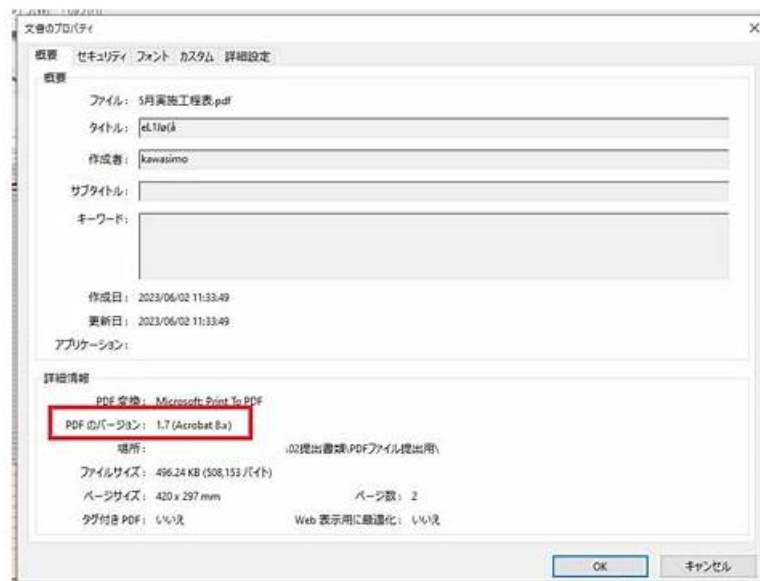 文書のプロパティ
概要 セキュリティ フォント カスタム 詳細設定
概要
ファイル： 5月実施工程表.pdf
タイトル： eL1Jø(å
作成者： kawasimo
サブタイトル：
キーワード：
作成日： 2023/06/02 11:33:49
更新日： 2023/06/02 11:33:49
アプリケーション：
詳細情報
PDF 変換： Microsoft: Print To PDF
PDF のバージョン： 1.7 (Acrobat 8.x)
場所： :02提出書類\PDFファイル提出用\
ファイルサイズ： 496.24 KB (508,153 バイト)
ページサイズ： 420 x 297 mm ページ数： 2
タグ付き PDF： いいえ Web 表示用に最適化： いいえ
OK キャンセル